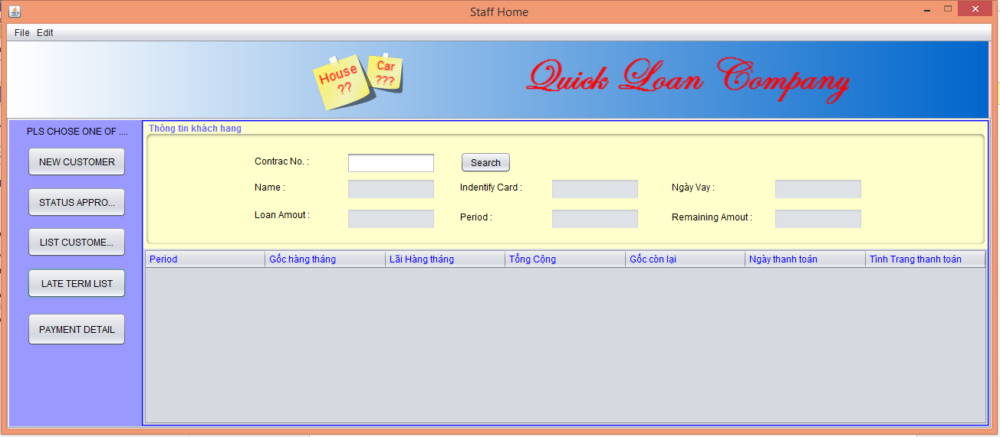 Staff Home
File Edit
House ??
Car ???
Quick Loan Company
PLS CHOSE ONE OF ....
NEW CUSTOMER
STATUS APPRO...
LIST CUSTOME...
LATE TERM LIST
PAYMENT DETAIL
Thông tin khách hang
Contrac No. : Search
Name : Indentify Card : Ngày Vay :
Loan Amout : Period : Remaining Amout :
Period Gốc hàng tháng Lãi Hàng tháng Tổng Cộng Gốc còn lại Ngày thanh toán Tình Trang thanh toán